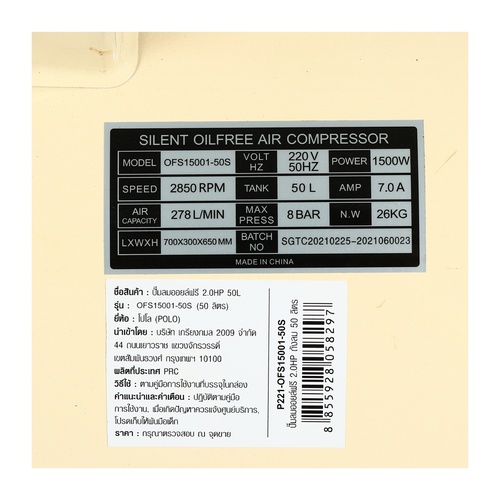 SILENT OILFREE AIR COMPRESSOR
MODEL OFS15001-50S VOLT HZ 220V 50HZ POWER 1500W
SPEED 2850 RPM TANK 50 L AMP 7.0 A
AIR CAPACITY 278 L/MIN MAX PRESS 8 BAR N.W 26KG
LXWXH 700X300X650 MM BATCH NO SGTC20210225-2021060023
MADE IN CHINA
ชื่อสินค้า : ปั๊มลมออยล์ฟรี 2.0HP 50L
รุ่น : OFS15001-50S (50 ลิตร)
ยี่ห้อ : โปโล (POLO)
นำเข้าโดย : บริษัท เกรียงกมล 2009 จำกัด
44 ถนนเยาวราช แขวงจักรวรรดิ์
เขตสัมพันธวงศ์ กรุงเทพฯ 10100
ผลิตที่ประเทศ PRC
วิธีใช้ : ตามคู่มือการใช้งานที่บรรจุในกล่อง
คำแนะนำและคำเตือน : ปฏิบัติตามคู่มือ
การใช้งาน, เมื่อเกิดปัญหาควรแจ้งศูนย์บริการ,
โปรดเก็บให้พ้นมือเด็ก
ราคา : กรุณาตรวจสอบ ณ จุดขาย
P221-OFS15001-50S
ปั๊มลมออยล์ฟรี 2.0HP ถังลม 50 ลิตร
8 855928 058297